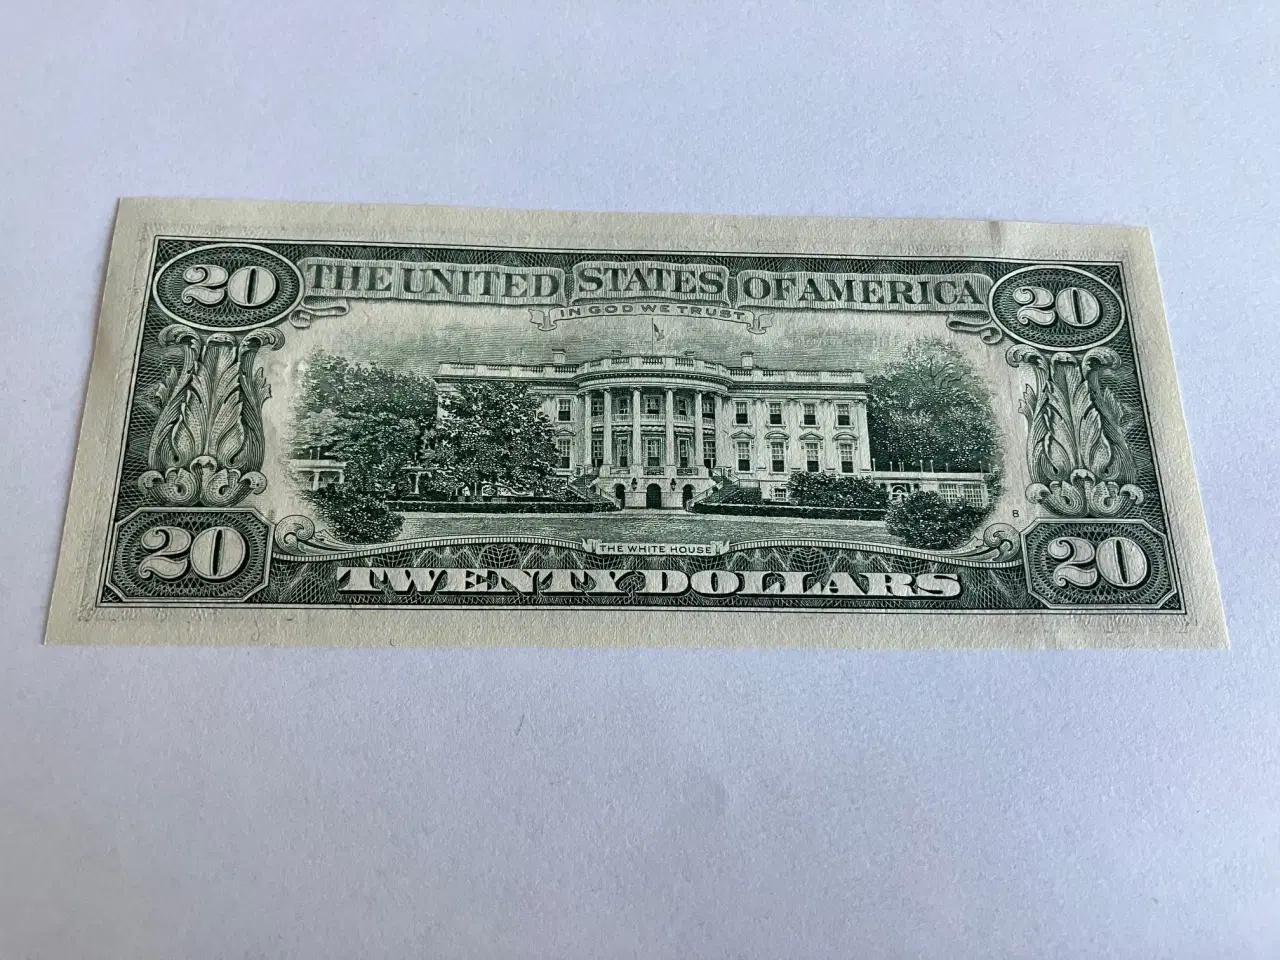 20 THE UNITED STATES OF AMERICA 20
IN GOD WE TRUST
B
THE WHITE HOUSE
20 TWENTY DOLLARS 20